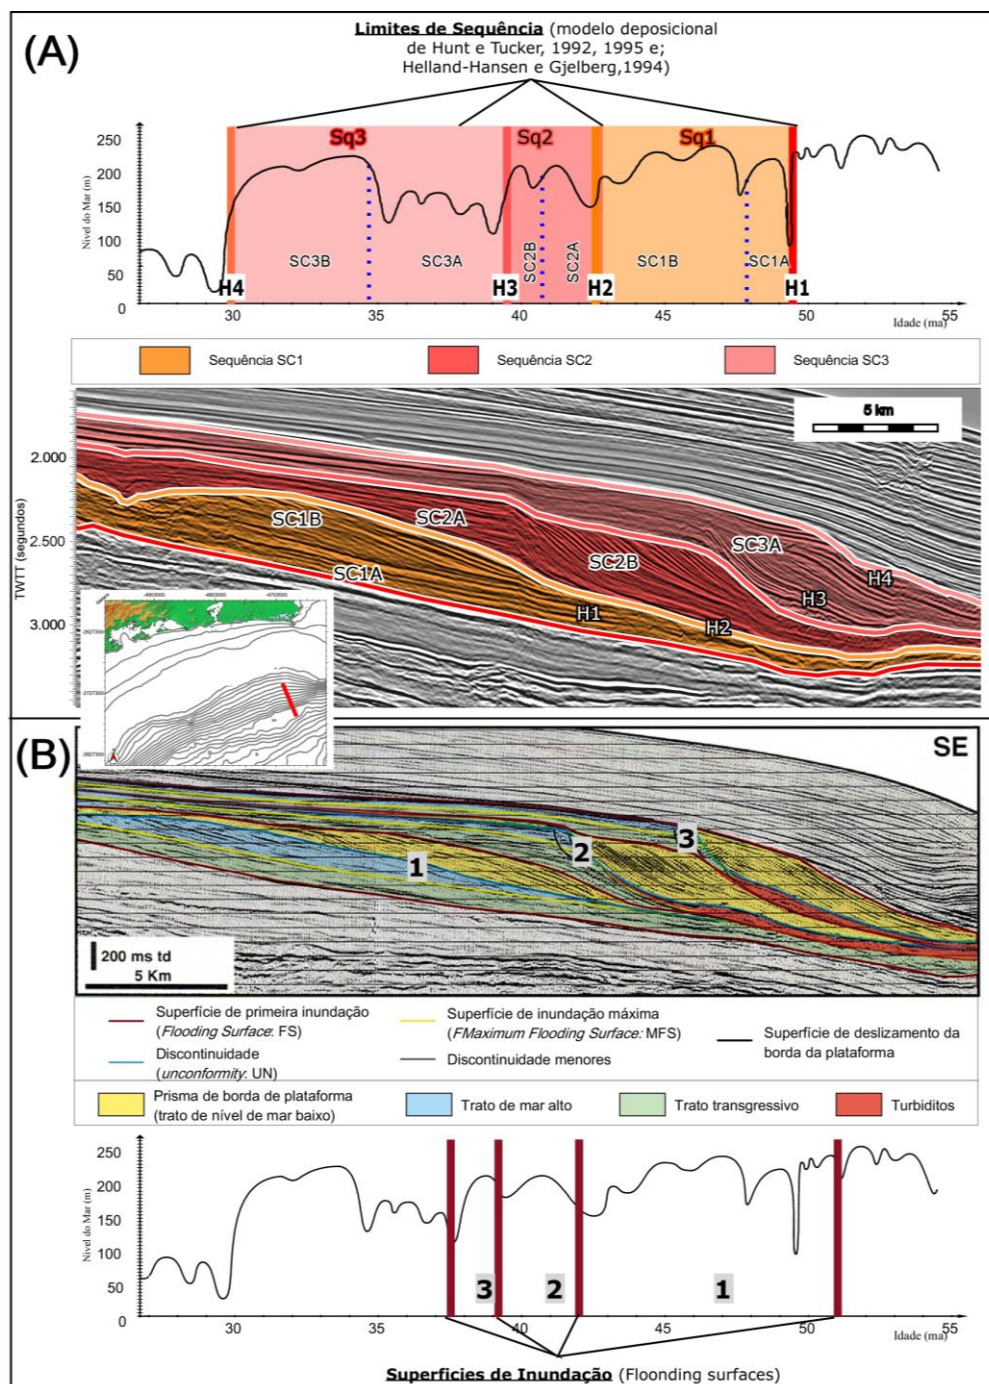 (A)
Limites de Sequência (modelo deposicional
de Hunt e Tucker, 1992, 1995 e;
Helland-Hansen e Gjelberg,1994)
Sq3
Sq2
Sq1
Nivel do Mar (m)
250
200
150
100
50
0
SC3B
SC3A
SC2B
SC2A
SC1B
SC1A
H4
H3
H2
H1
30
35
40
45
50
55
Idade (ma)
Sequência SC1
Sequência SC2
Sequência SC3
5 km
TWTT (segundos)
2.000
2.500
3.000
SC1B
SC2A
SC1A
SC2B
SC3A
H4
H3
H1
H2
(B)
SE
1
2
3
200 ms td
5 Km
Superfície de primeira inundação
(Flooding Surface: FS)
Superfície de inundação máxima
(FMaximum Flooding Surface: MFS)
Superfície de deslizamento da
borda da plataforma
Discontinuidade
(unconformity: UN)
Discontinuidade menores
Prisma de borda de plataforma
(trato de nível de mar baixo)
Trato de mar alto
Trato transgressivo
Turbiditos
Nivel do Mar (m)
250
200
150
100
50
0
3
2
1
30
35
40
45
50
55
Idade (ma)
Superficies de Inundação (Floonding surfaces)